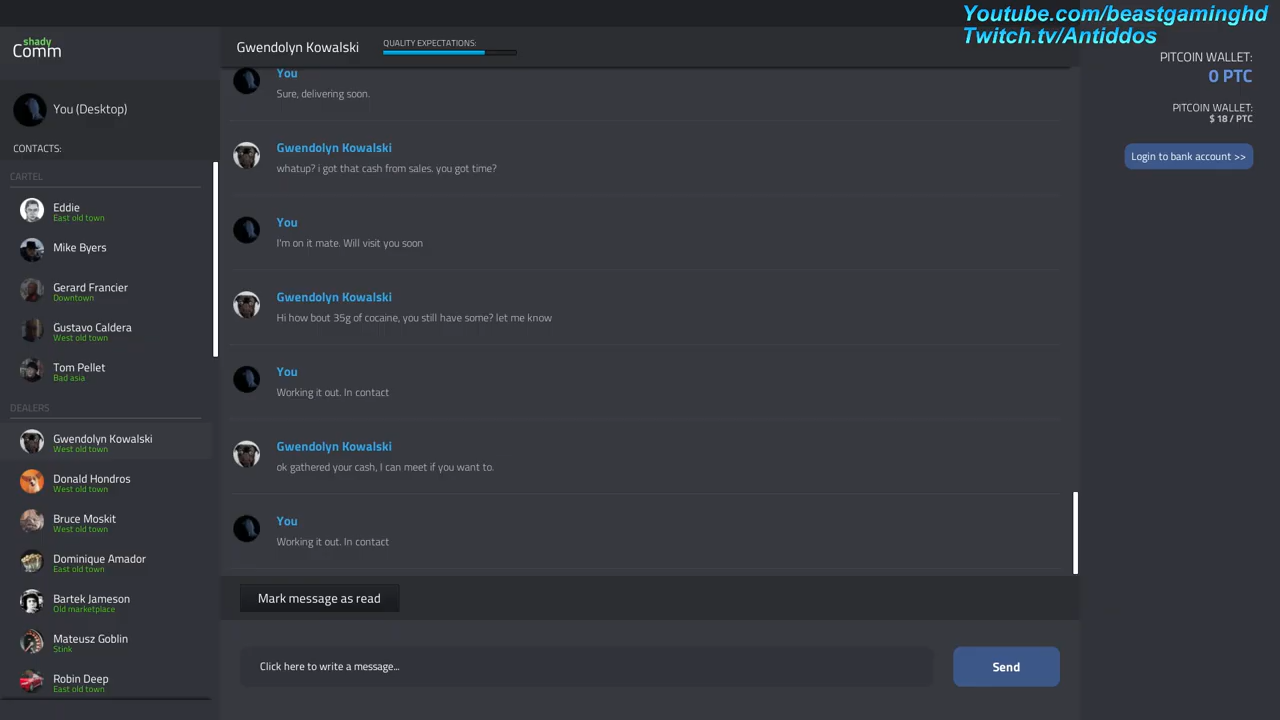 Youtube.com/beastgaminghd
Twitch.tv/Antiddos
shady
Comm
You (Desktop)
CONTACTS:
CARTEL
Eddie
East old town
Mike Byers
Gerard Francier
Downtown
Gustavo Caldera
West old town
Tom Pellet
Bad asia
DEALERS
Gwendolyn Kowalski
West old town
Donald Hondros
West old town
Bruce Moskit
West old town
Dominique Amador
East old town
Bartek Jameson
Old marketplace
Mateusz Goblin
Stink
Robin Deep
East old town
Gwendolyn Kowalski
QUALITY EXPECTATIONS:
You
Sure, delivering soon.
Gwendolyn Kowalski
whatup? i got that cash from sales. you got time?
You
I'm on it mate. Will visit you soon
Gwendolyn Kowalski
Hi how bout 35g of cocaine, you still have some? let me know
You
Working it out. In contact
Gwendolyn Kowalski
ok gathered your cash, I can meet if you want to.
You
Working it out. In contact
Mark message as read
Click here to write a message...
Send
PITCOIN WALLET:
0 PTC
PITCOIN WALLET:
$ 18 / PTC
Login to bank account >>